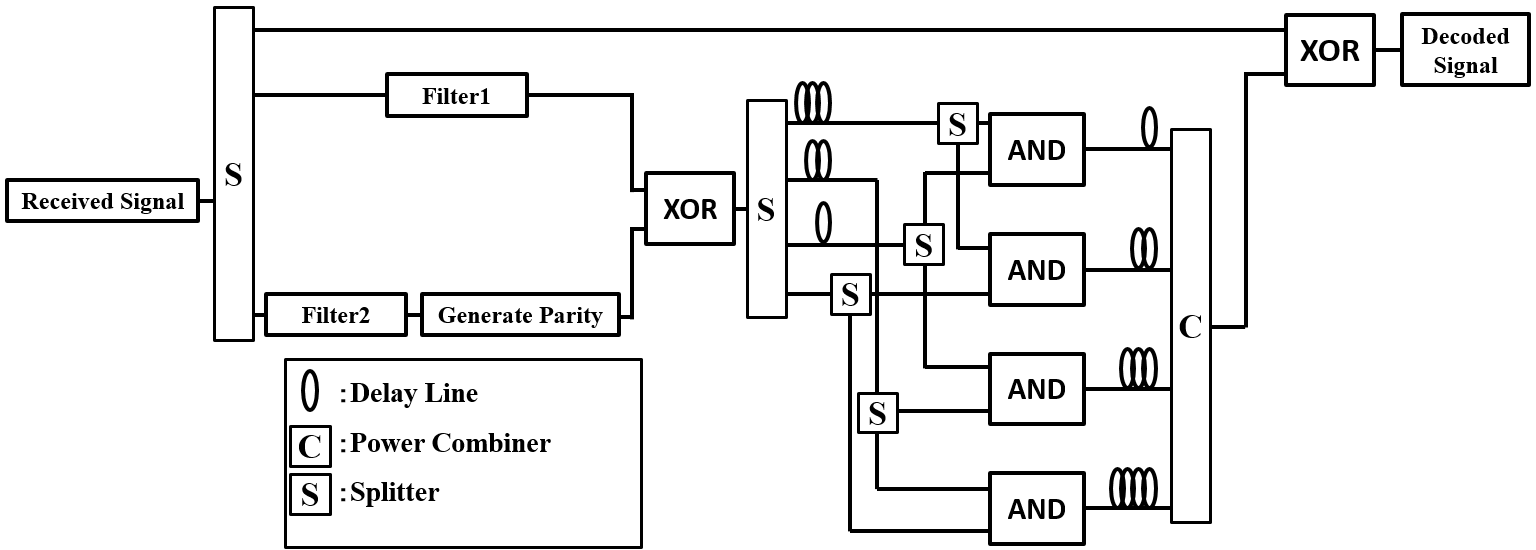 Received Signal
S
Filter1
Filter2
Generate Parity
XOR
S
S
S
S
S
AND
AND
AND
AND
C
XOR
Decoded
Signal
:Delay Line
C :Power Combiner
S :Splitter